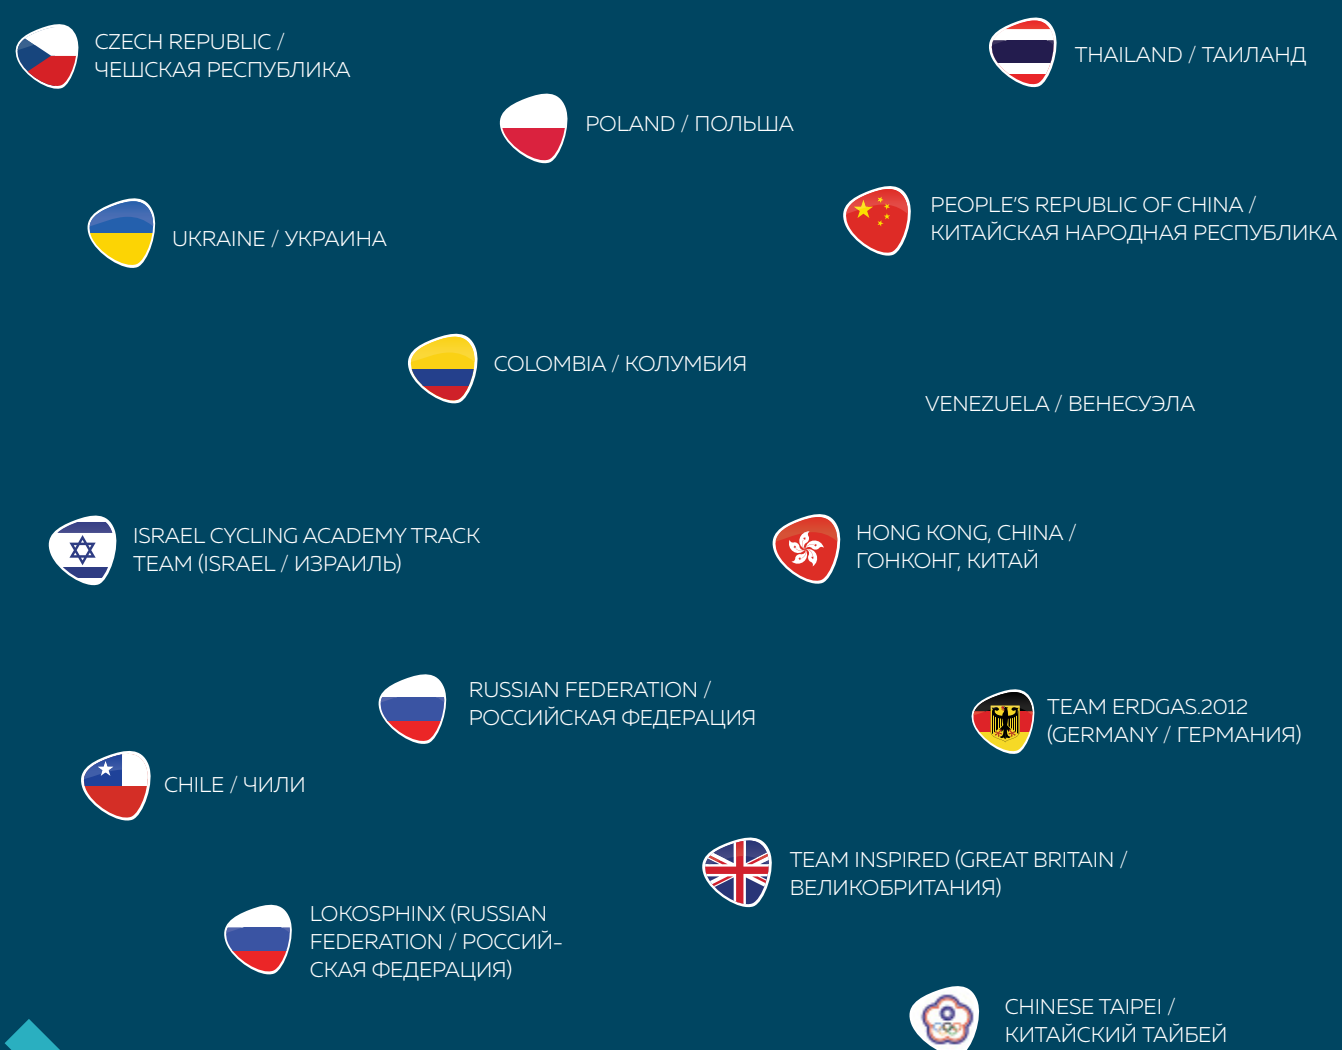 CZECH REPUBLIC /
ЧЕШСКАЯ РЕСПУБЛИКА
THAILAND / ТАИЛАНД
POLAND / ПОЛЬША
PEOPLE'S REPUBLIC OF CHINA /
КИТАЙСКАЯ НАРОДНАЯ РЕСПУБЛИКА
UKRAINE / УКРАИНА
COLOMBIA / КОЛУМБИЯ
VENEZUELA / ВЕНЕСУЭЛА
ISRAEL CYCLING ACADEMY TRACK
TEAM (ISRAEL / ИЗРАИЛЬ)
HONG KONG, CHINA /
ГОНКОНГ, КИТАЙ
RUSSIAN FEDERATION /
РОССИЙСКАЯ ФЕДЕРАЦИЯ
TEAM ERDGAS.2012
(GERMANY / ГЕРМАНИЯ)
CHILE / ЧИЛИ
TEAM INSPIRED (GREAT BRITAIN /
ВЕЛИКОБРИТАНИЯ)
LOKOSPHINX (RUSSIAN
FEDERATION / РОССИЙ-
СКАЯ ФЕДЕРАЦИЯ)
CHINESE TAIPEI /
КИТАЙСКИЙ ТАЙБЕЙ